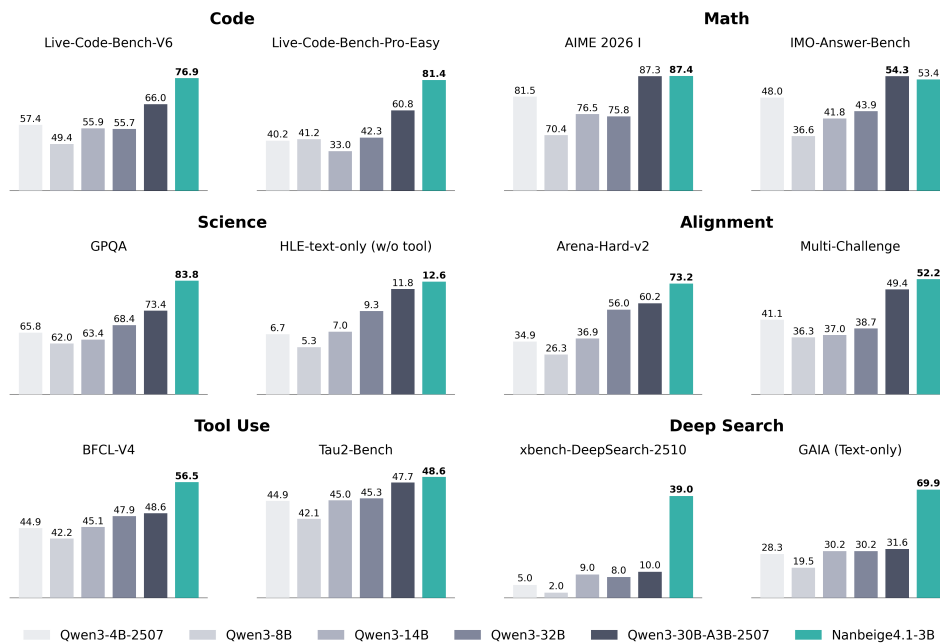 Code
Math
Live-Code-Bench-V6
Live-Code-Bench-Pro-Easy
AIME 2026 I
IMO-Answer-Bench
57.4 49.4 55.9 55.7 66.0 76.9
40.2 41.2 33.0 42.3 60.8 81.4
81.5 70.4 76.5 75.8 87.3 87.4
48.0 36.6 41.8 43.9 54.3 53.4
Science
Alignment
GPQA
HLE-text-only (w/o tool)
Arena-Hard-v2
Multi-Challenge
65.8 62.0 63.4 68.4 73.4 83.8
6.7 5.3 7.0 9.3 11.8 12.6
34.9 26.3 36.9 56.0 60.2 73.2
41.1 36.3 37.0 38.7 49.4 52.2
Tool Use
Deep Search
BFCL-V4
Tau2-Bench
xbench-DeepSearch-2510
GAIA (Text-only)
44.9 42.2 45.1 47.9 48.6 56.5
44.9 42.1 45.0 45.3 47.7 48.6
5.0 2.0 9.0 8.0 10.0 39.0
28.3 19.5 30.2 30.2 31.6 69.9
Qwen3-4B-2507 Qwen3-8B Qwen3-14B Qwen3-32B Qwen3-30B-A3B-2507 Nanbeige4.1-3B